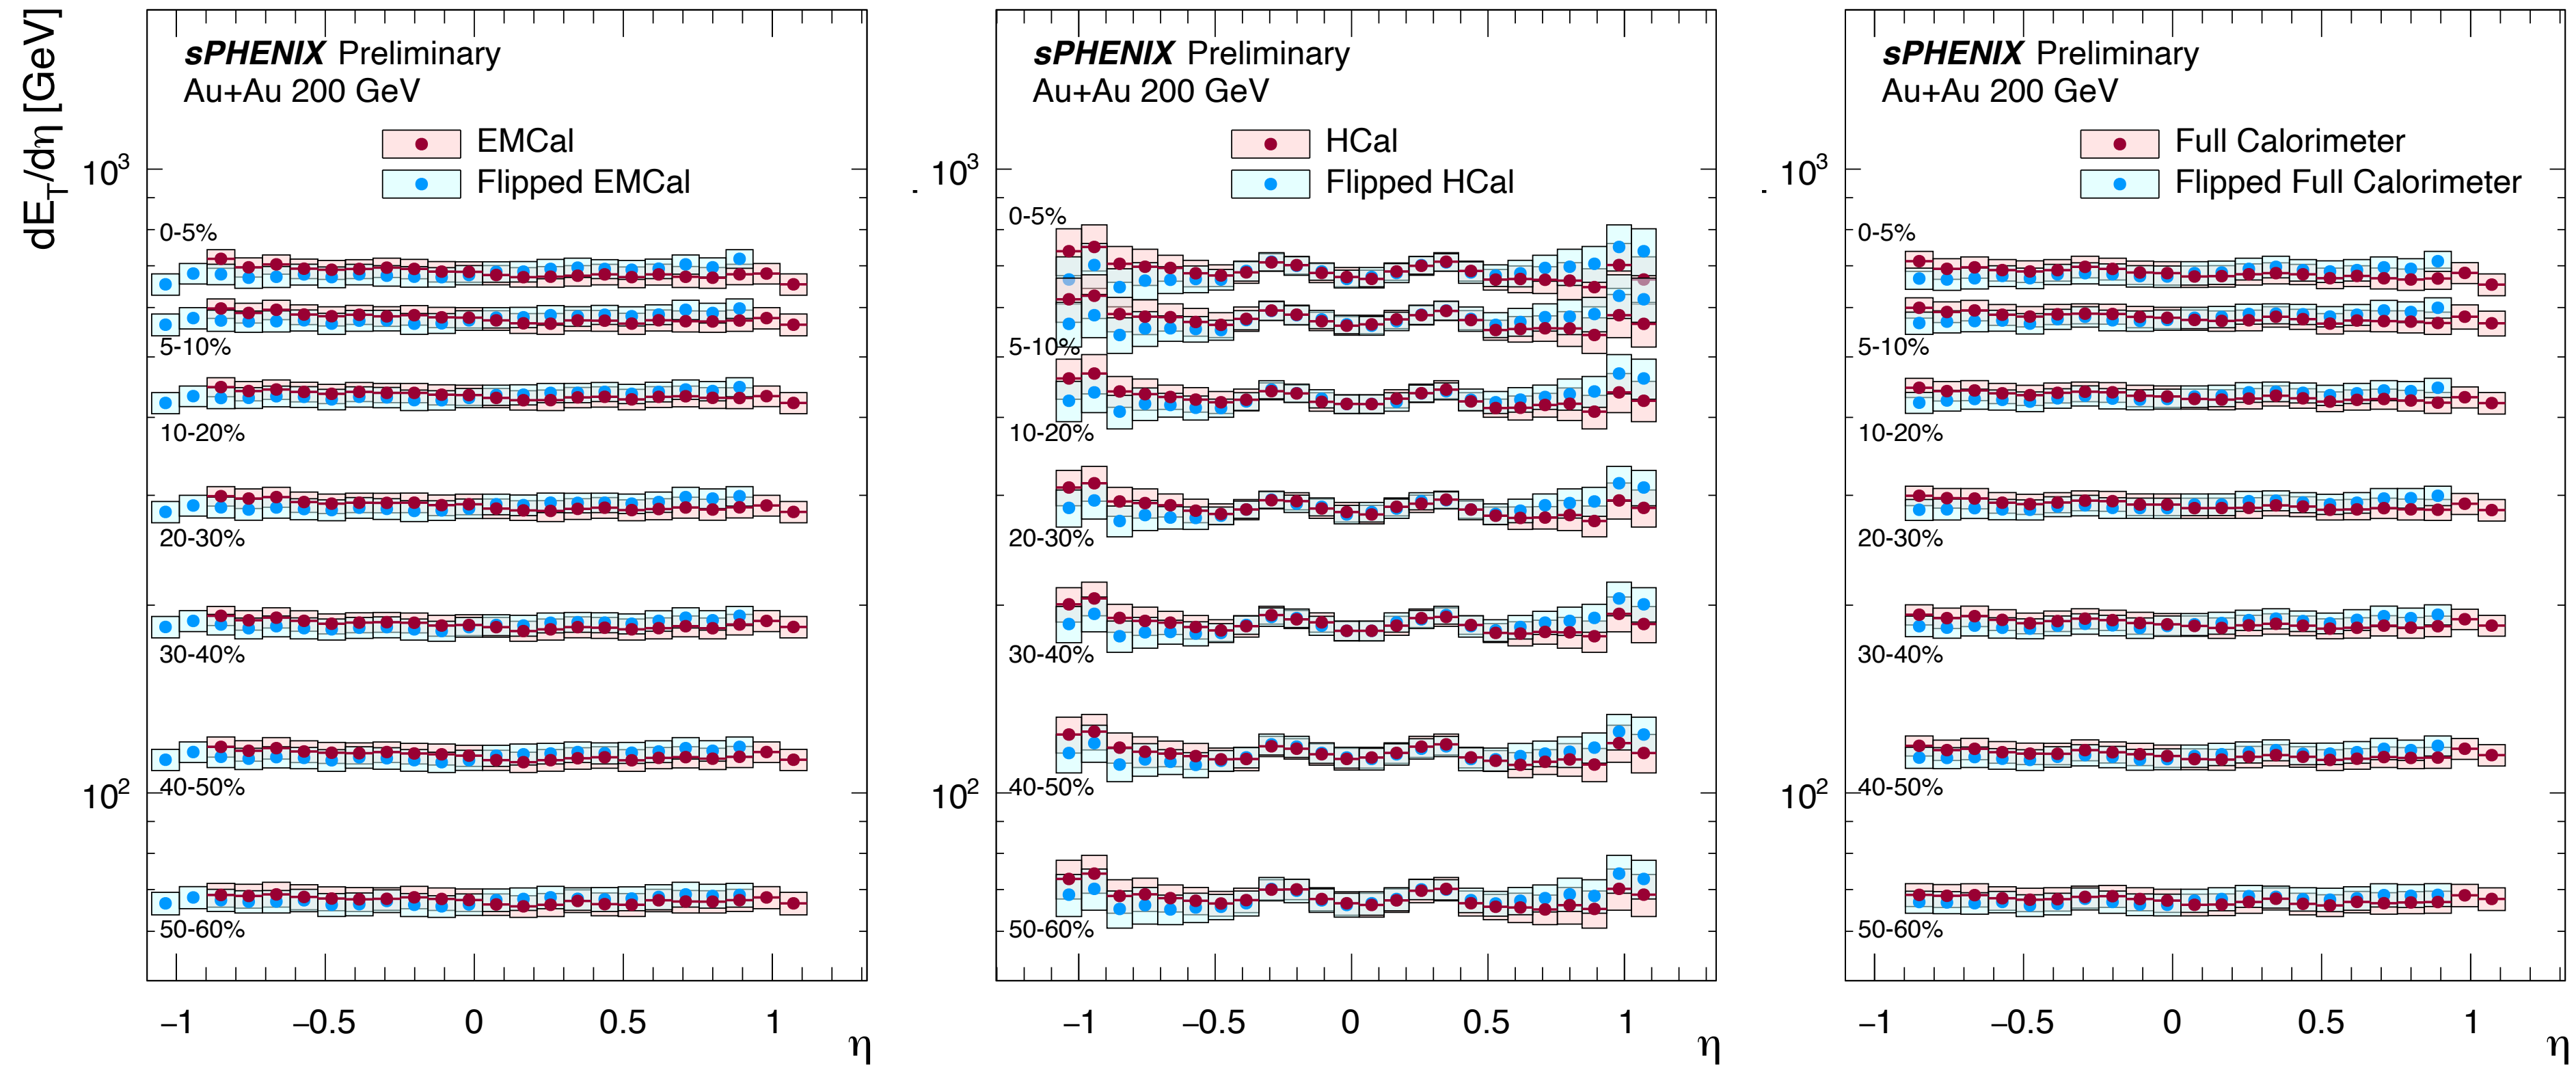 dE_T/dη [GeV]
sPHENIX Preliminary
Au+Au 200 GeV
EMCal
Flipped EMCal
10^3
10^2
0-5%
5-10%
10-20%
20-30%
30-40%
40-50%
50-60%
−1 −0.5 0 0.5 1
η
sPHENIX Preliminary
Au+Au 200 GeV
HCal
Flipped HCal
10^3
10^2
0-5%
5-10%
10-20%
20-30%
30-40%
40-50%
50-60%
−1 −0.5 0 0.5 1
η
sPHENIX Preliminary
Au+Au 200 GeV
Full Calorimeter
Flipped Full Calorimeter
10^3
10^2
0-5%
5-10%
10-20%
20-30%
30-40%
40-50%
50-60%
−1 −0.5 0 0.5 1
η